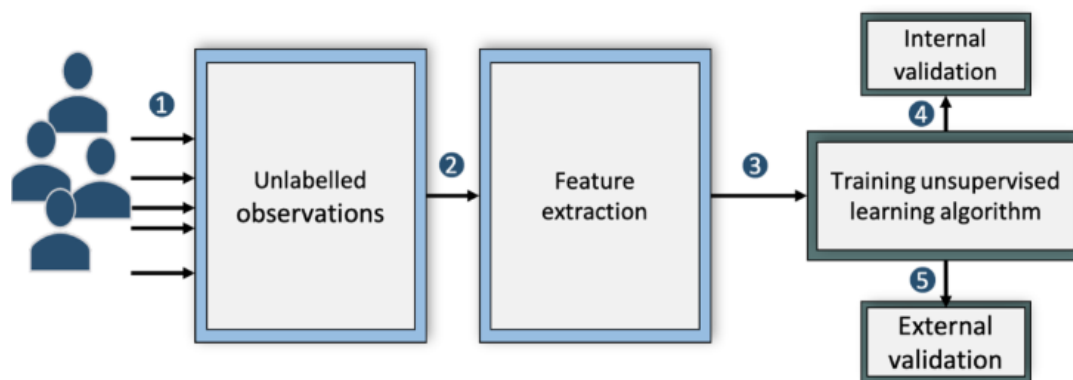 1
Unlabelled
observations
2
Feature
extraction
3
Internal
validation
4
Training unsupervised
learning algorithm
5
External
validation